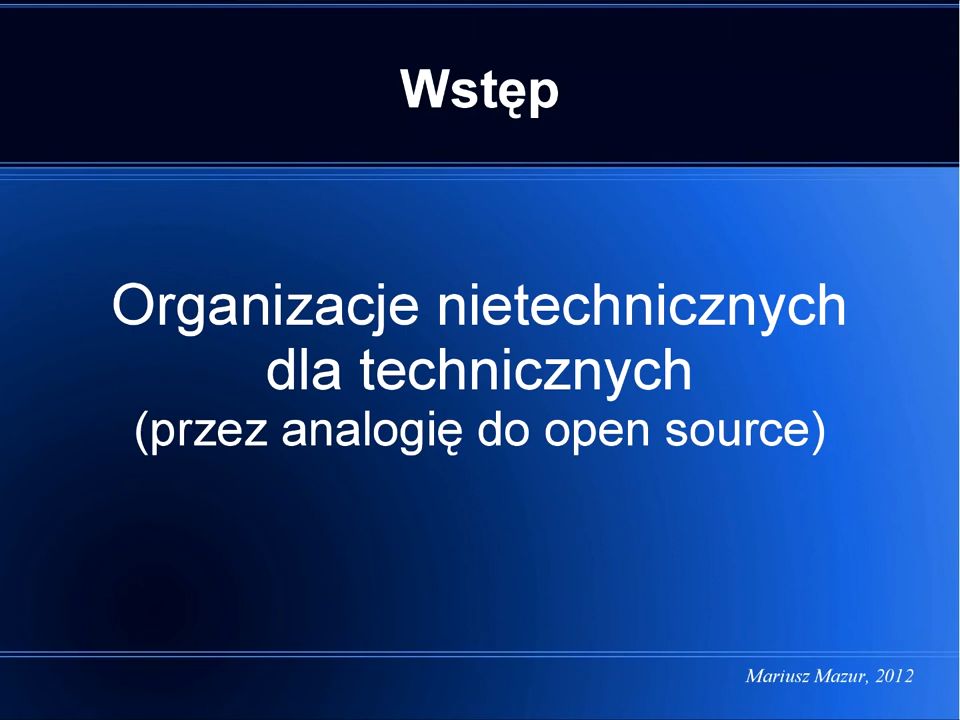 Wstęp
Organizacje nietechnicznych
dla technicznych
(przez analogię do open source)
Mariusz Mazur, 2012